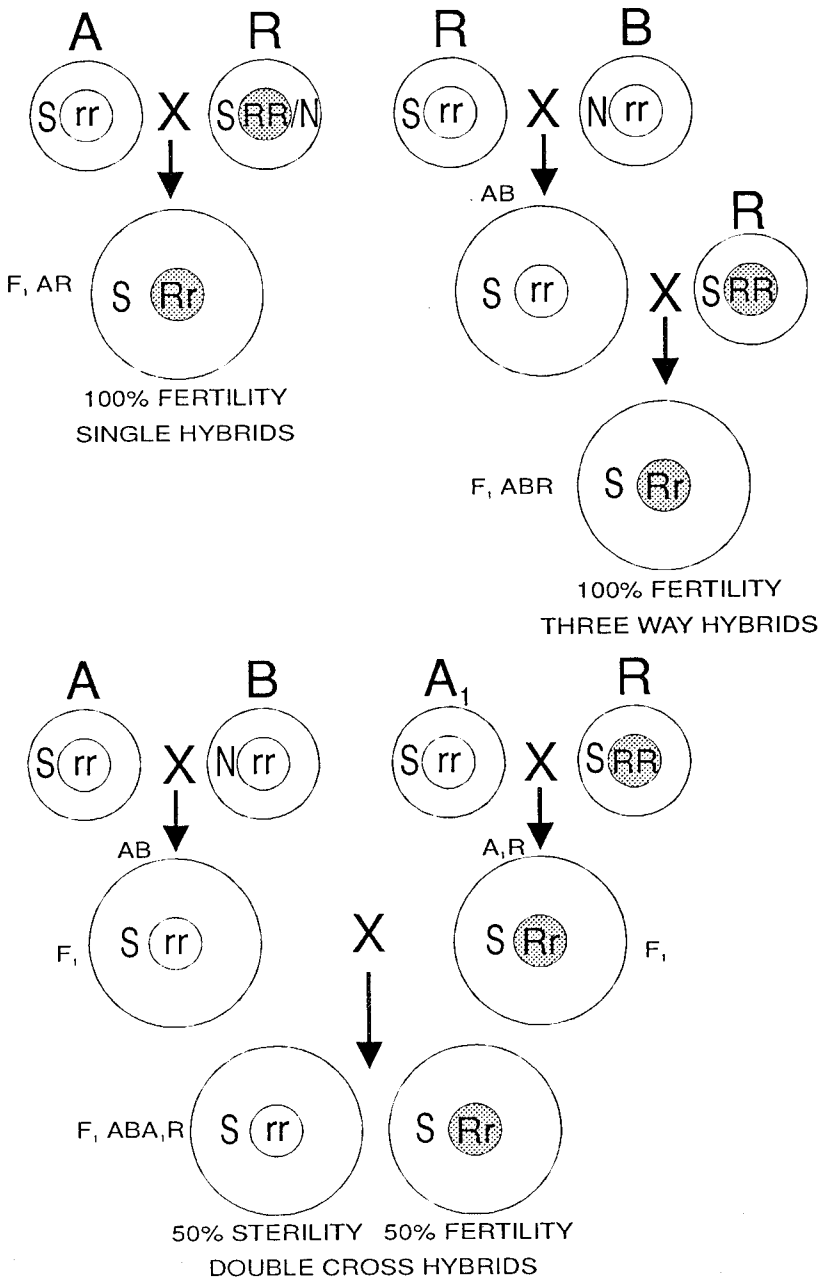 A
R
S rr X S RR/N
F, AR
S Rr
100% FERTILITY
SINGLE HYBRIDS
R
B
S rr X N rr
AB
R
S rr X S RR
F, ABR
S Rr
100% FERTILITY
THREE WAY HYBRIDS
A
B
S rr X N rr
AB
F₁
S rr
X
A₁
R
S rr X S RR
A₁R
S Rr
F₁
F₁ ABA₁R
S rr
S Rr
50% STERILITY 50% FERTILITY
DOUBLE CROSS HYBRIDS